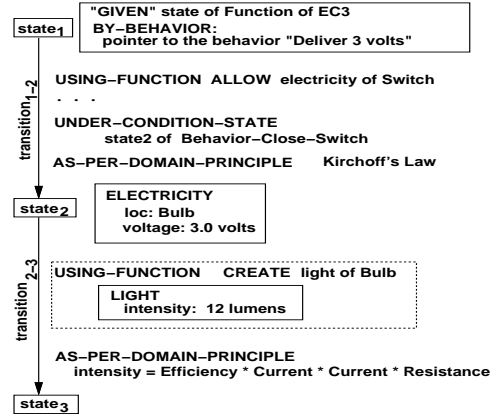 "GIVEN" state of Function of EC3
state1
BY–BEHAVIOR:
pointer to the behavior "Deliver 3 volts"
transition1–2
USING–FUNCTION ALLOW electricity of Switch
. . .
UNDER–CONDITION–STATE
state2 of Behavior–Close–Switch
AS–PER–DOMAIN–PRINCIPLE Kirchoff's Law
state2
ELECTRICITY
loc: Bulb
voltage: 3.0 volts
transition2–3
USING–FUNCTION CREATE light of Bulb
LIGHT
intensity: 12 lumens
AS–PER–DOMAIN–PRINCIPLE
intensity = Efficiency * Current * Current * Resistance
state3